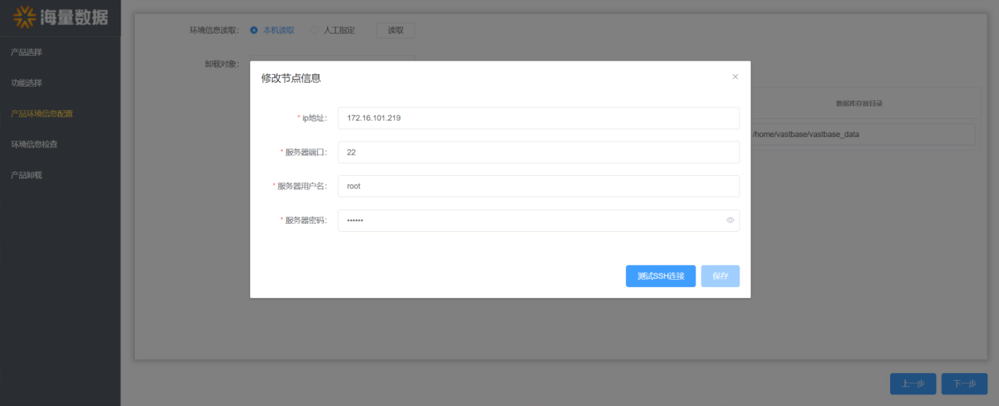 海量数据
产品选择
功能选择
产品环境信息配置
环境信息检查
产品卸载
环境信息读取： 本机读取 人工指定 读取
卸载对象：
数据库存放目录
/home/vastbase/vastbase_data
修改节点信息
* ip地址： 172.16.101.219
* 服务器端口： 22
* 服务器用户名： root
* 服务器密码： ••••••
测试SSH连接 保存
上一步 下一步